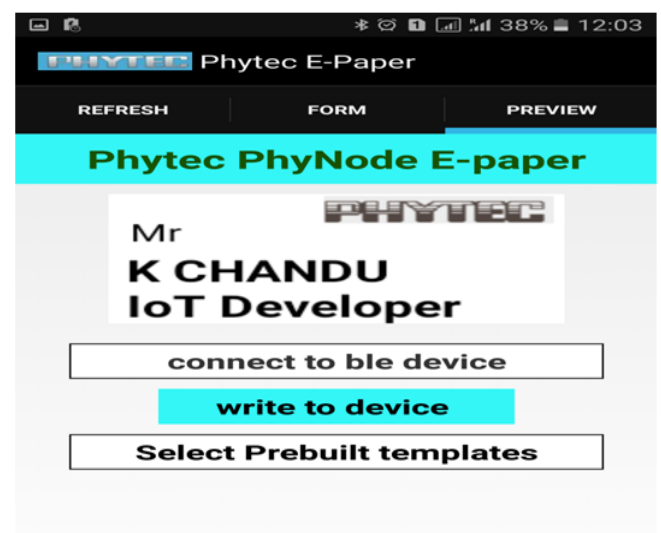 1 38% 12:03
PHYTEC Phytec E-Paper
REFRESH FORM PREVIEW
Phytec PhyNode E-paper
PHYTEC
Mr
K CHANDU
IoT Developer
connect to ble device
write to device
Select Prebuilt templates